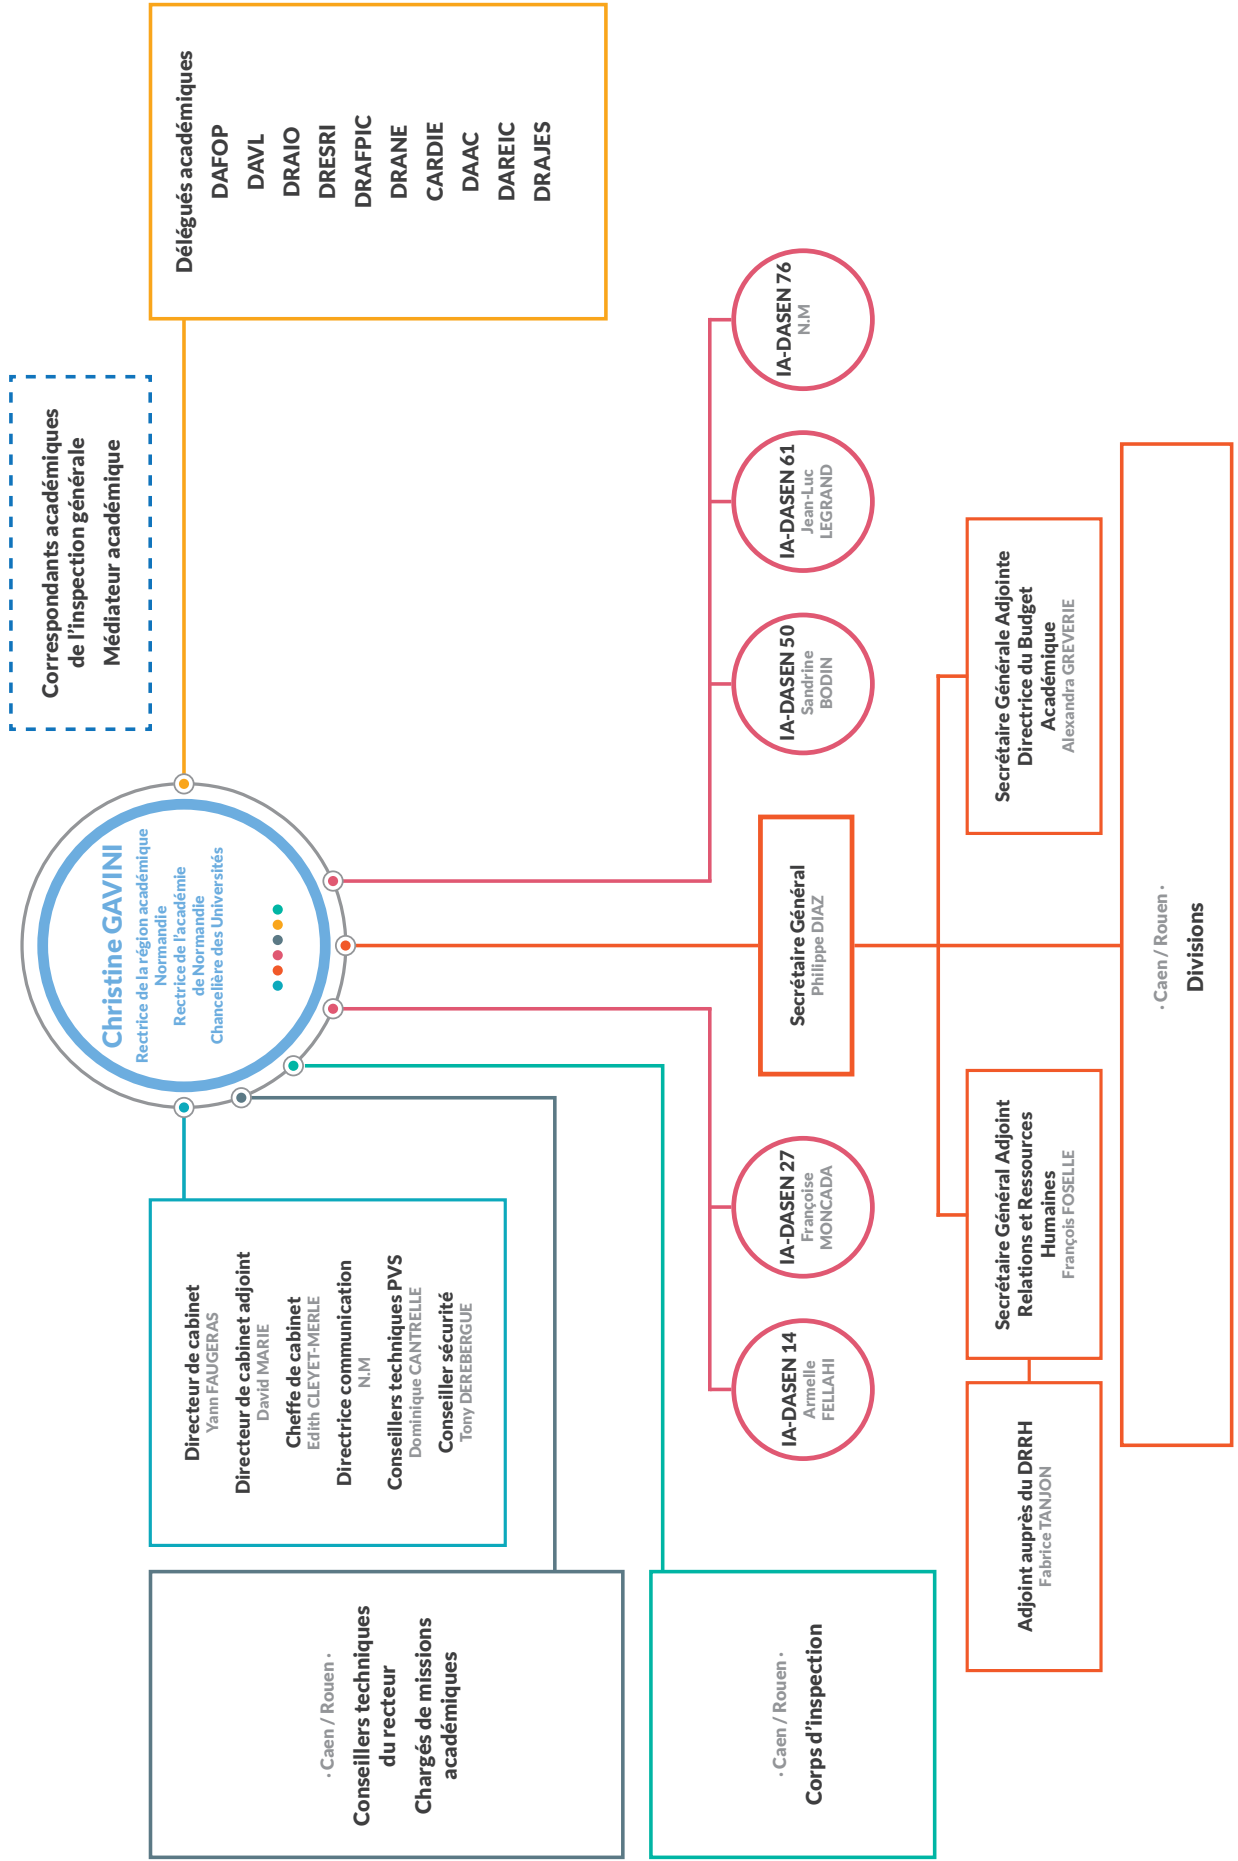 Correspondants académiques
de l'inspection générale
Médiateur académique
Christine GAVINI
Rectrice de la région académique
Normandie
Rectrice de l'académie
de Normandie
Chancelière des Universités
· Caen / Rouen ·
Conseillers techniques
du recteur
Chargés de missions
académiques
Directeur de cabinet
Yann FAUGERAS
Directeur de cabinet adjoint
David MARIE
Cheffe de cabinet
Edith CLEYET-MERLE
Directrice communication
N.M
Conseillers techniques PVS
Dominique CANTRELLE
Conseiller sécurité
Tony DEREBERGUE
Délégués académiques
DAFOP
DAVL
DRAIO
DRESRI
DRAFPIC
DRANE
CARDIE
DAAC
DAREIC
DRAJES
· Caen / Rouen ·
Corps d'inspection
IA-DASEN 14
Armelle
FELLAHI
IA-DASEN 27
Françoise
MONCADA
Secrétaire Général
Philippe DIAZ
IA-DASEN 50
Sandrine
BODIN
IA-DASEN 61
Jean-Luc
LEGRAND
IA-DASEN 76
N.M
Adjoint auprès du DRRH
Fabrice TANJON
Secrétaire Général Adjoint
Relations et Ressources
Humaines
François FOSELLE
Secrétaire Générale Adjointe
Directrice du Budget
Académique
Alexandra GREVERIE
· Caen / Rouen ·
Divisions